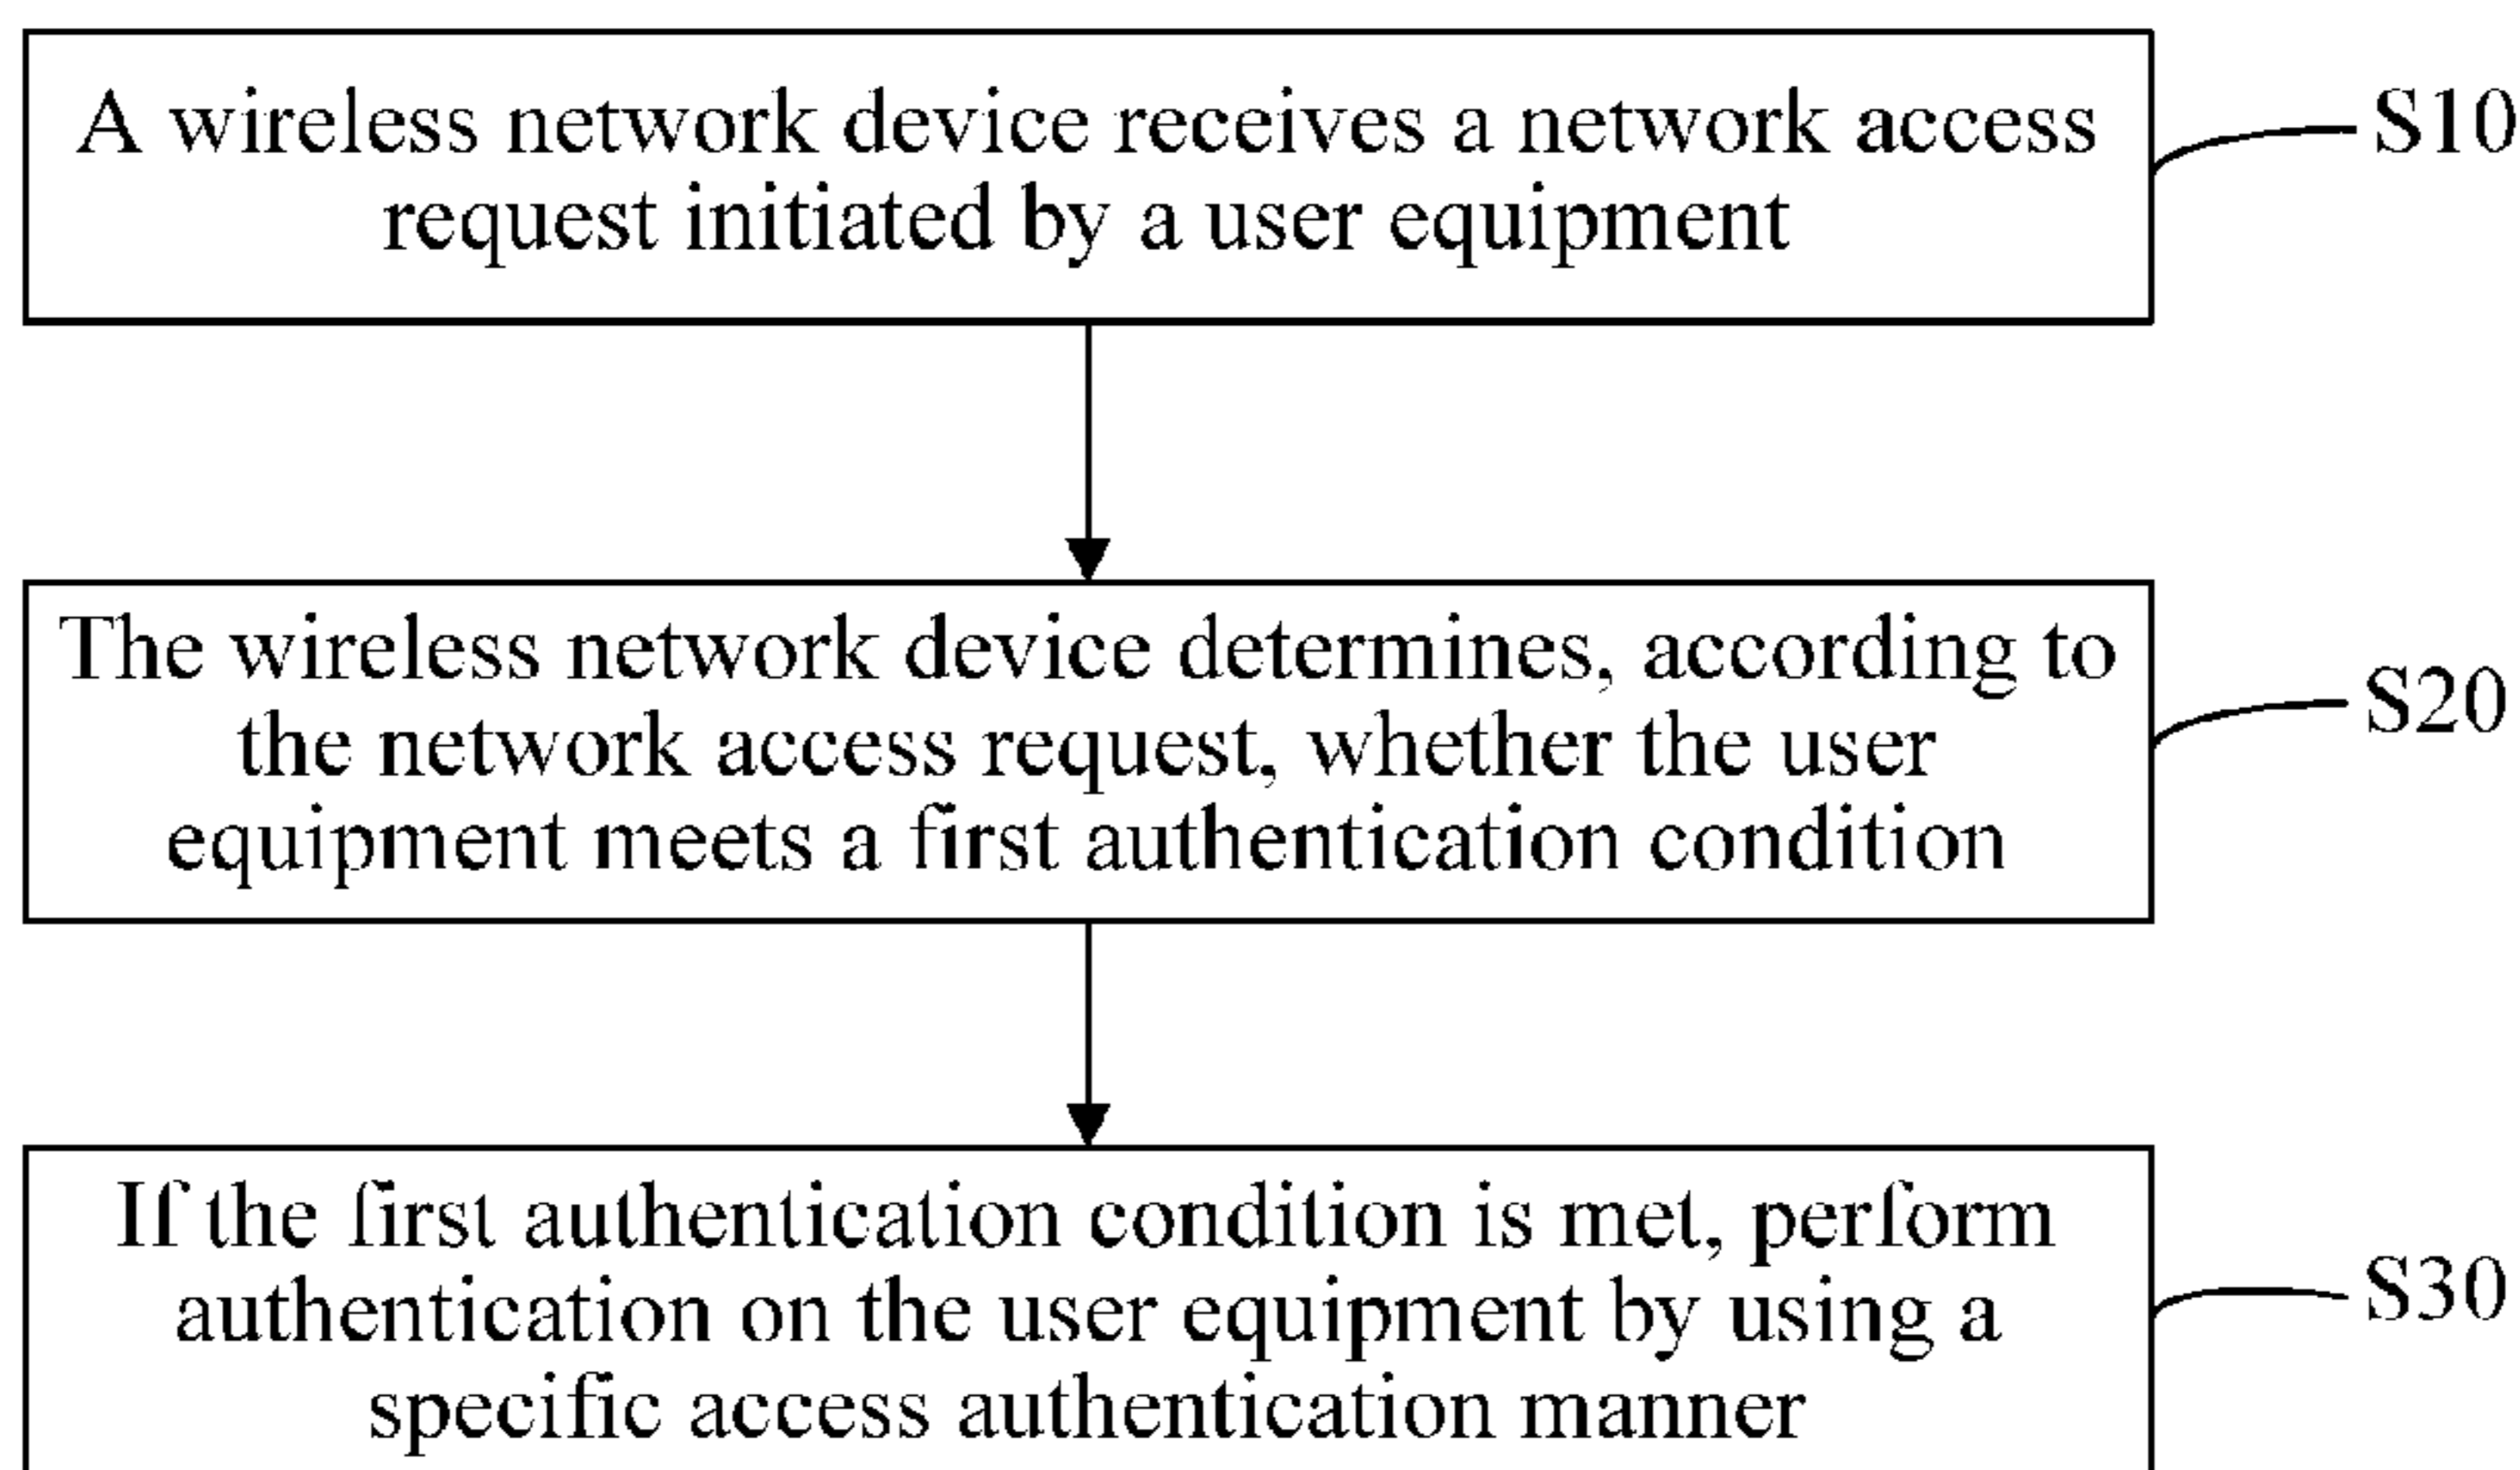 A wireless network device receives a network access
request initiated by a user equipment
S10
The wireless network device determines, according to
the network access request, whether the user
equipment meets a first authentication condition
S20
If the first authentication condition is met, perform
authentication on the user equipment by using a
specific access authentication manner
S30